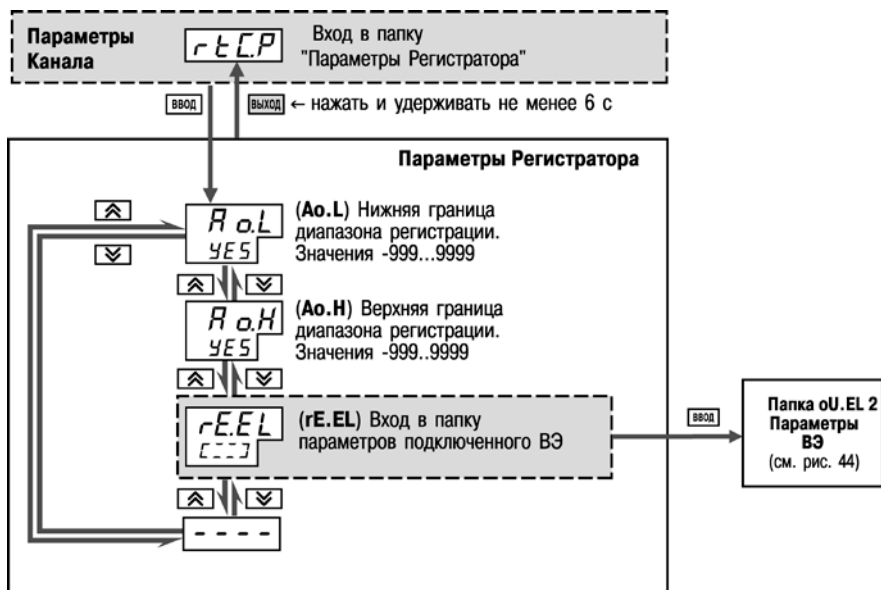 Параметры
Канала
rtC.P
Вход в папку
"Параметры Регистратора"
ВВОД
ВЫХОД
← нажать и удерживать не менее 6 с
Параметры Регистратора
A o.L
YES
(Ao.L) Нижняя граница
диапазона регистрации.
Значения -999...9999
A o.H
YES
(Ao.H) Верхняя граница
диапазона регистрации.
Значения -999..9999
rE.EL
(rE.EL) Вход в папку
параметров подключенного ВЭ
ВВОД
Папка oU.EL 2
Параметры
ВЭ
(см. рис. 44)
- - - -